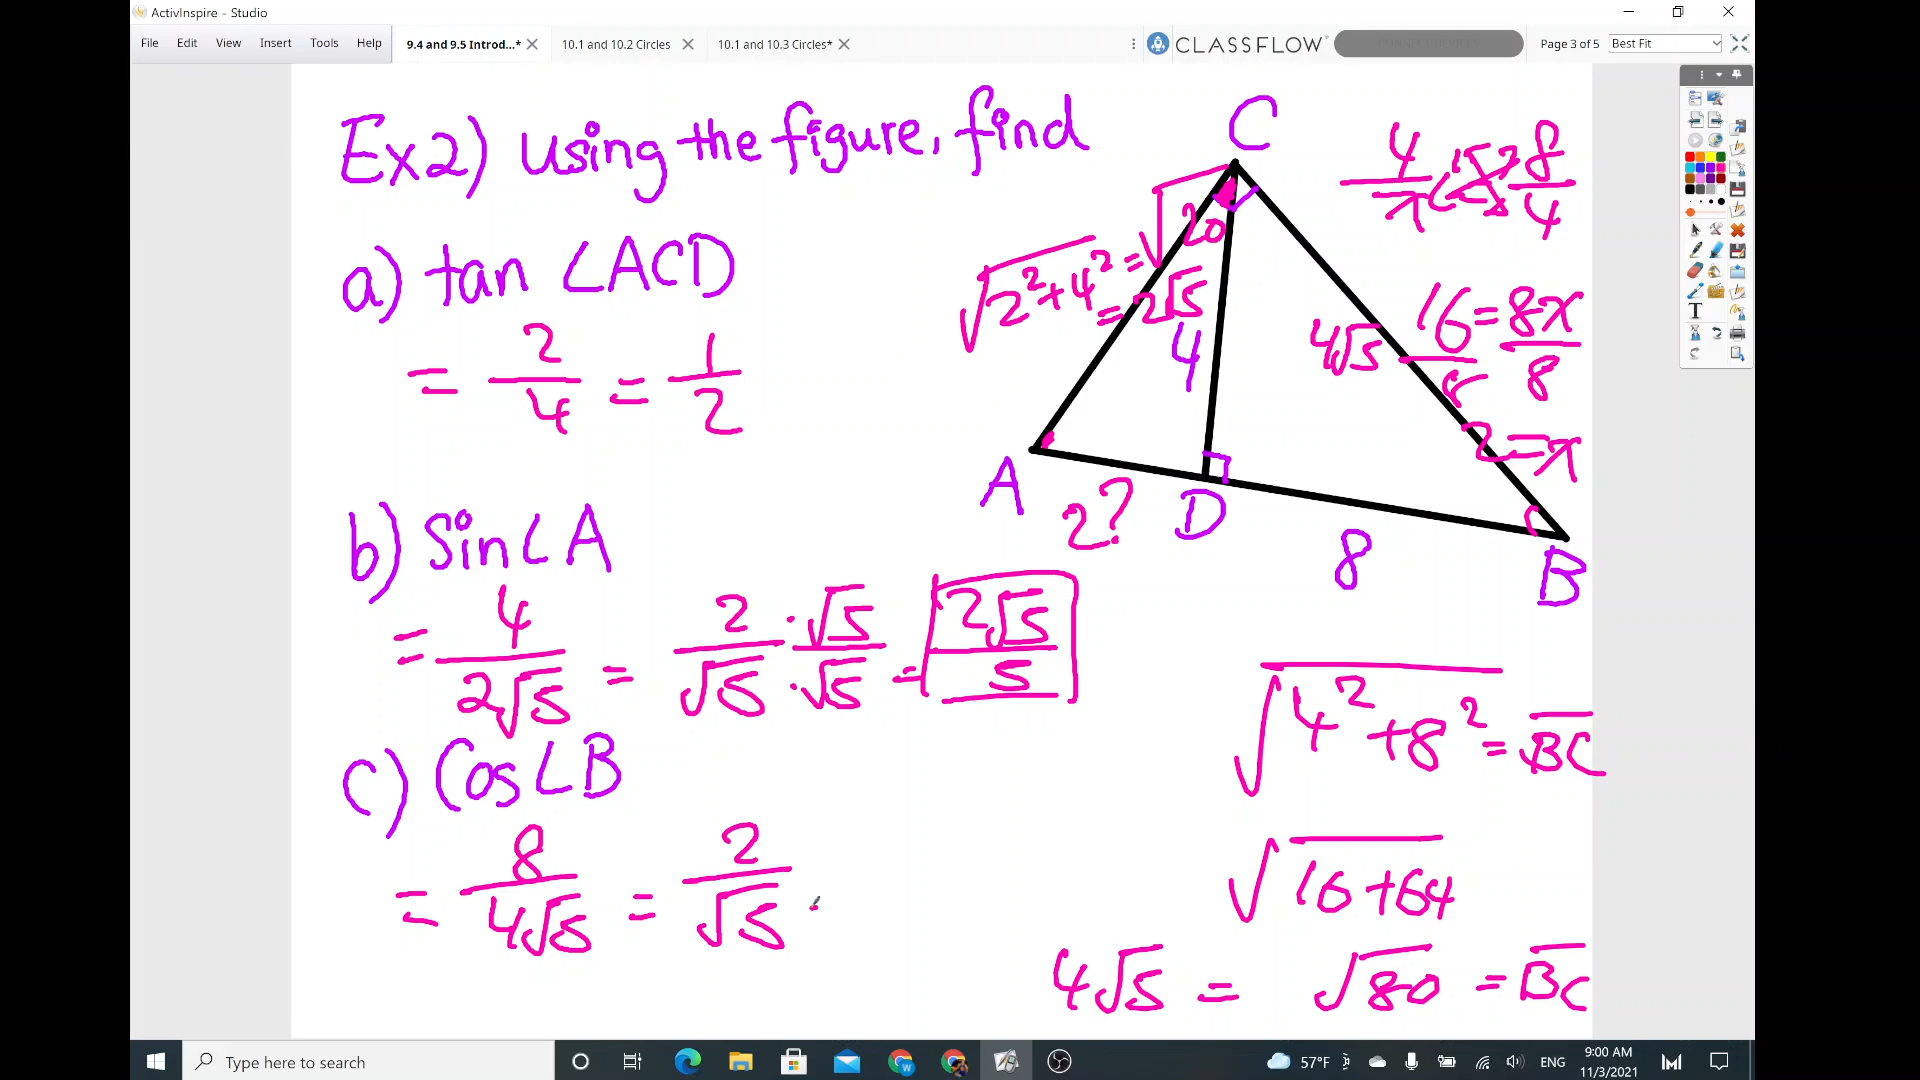 ActivInspire - Studio
File Edit View Insert Tools Help
9.4 and 9.5 Introd...* 10.1 and 10.2 Circles 10.1 and 10.3 Circles*
CLASSFLOW
Page 3 of 5 Best Fit
Ex2) Using the figure, find
a) tan ∠ACD
= 2/4 = 1/2
b) Sin∠A
= 4/(2√5) = 2/√5 · √5/√5 = 2√5/5
c) Cos∠B
= 8/(4√5) = 2/√5 ·
C
√(2²+4²) = √20
= 2√5
4
4√5
A
2?
D
8
B
4/x
8/4
16 = 8x
8 8
2 = x
√(4²+8²) = BC
√(16+64)
4√5 = √80 = BC
T
Type here to search
57°F
ENG
9:00 AM
11/3/2021